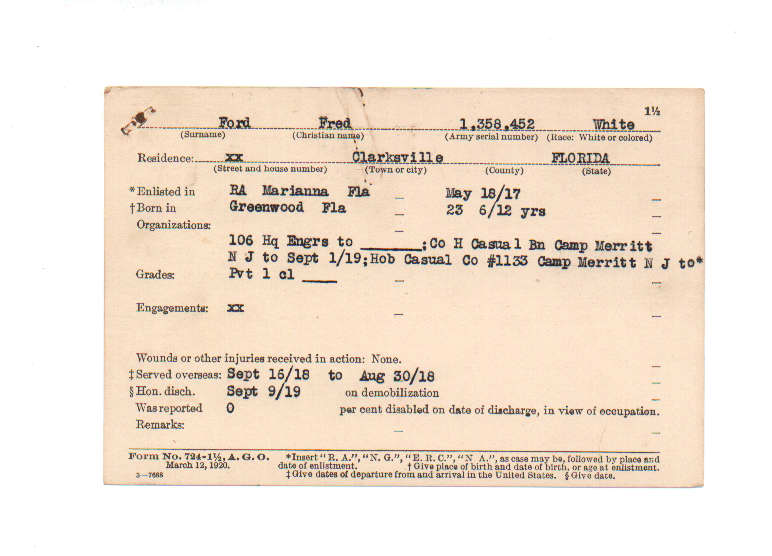 1½
Ford Fred 1,358,452 White
(Surname) (Christian name) (Army serial number) (Race: White or colored)
Residence: xx Clarksville FLORIDA
(Street and house number) (Town or city) (County) (State)
*Enlisted in RA Marianna Fla May 18/17
†Born in Greenwood Fla 23 6/12 yrs
Organizations:
106 Hq Engrs to ______; Co H Casual Bn Camp Merritt
N J to Sept 1/19; Hob Casual Co #1133 Camp Merritt N J to*
Grades: Pvt 1 cl ____
Engagements: xx
Wounds or other injuries received in action: None.
‡Served overseas: Sept 16/18 to Aug 30/18
§Hon. disch. Sept 9/19 on demobilization
Was reported 0 per cent disabled on date of discharge, in view of occupation.
Remarks:
Form No. 724-1½, A. G. O. *Insert "R. A.", "N. G.", "E. R. C.", "N. A.", as case may be, followed by place and
March 12, 1920. date of enlistment. †Give place of birth and date of birth, or age at enlistment.
3—7688 ‡Give dates of departure from and arrival in the United States. §Give date.